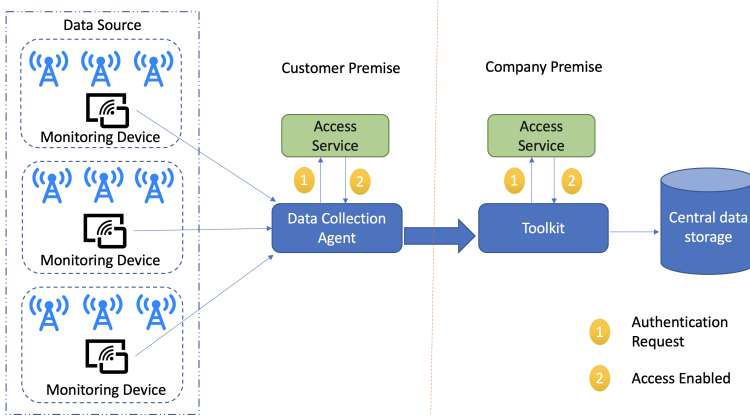 Data Source
Monitoring Device
Monitoring Device
Monitoring Device
Customer Premise
Access
Service
1
2
Data Collection
Agent
Company Premise
Access
Service
1
2
Toolkit
Central data
storage
1
Authentication
Request
2
Access Enabled